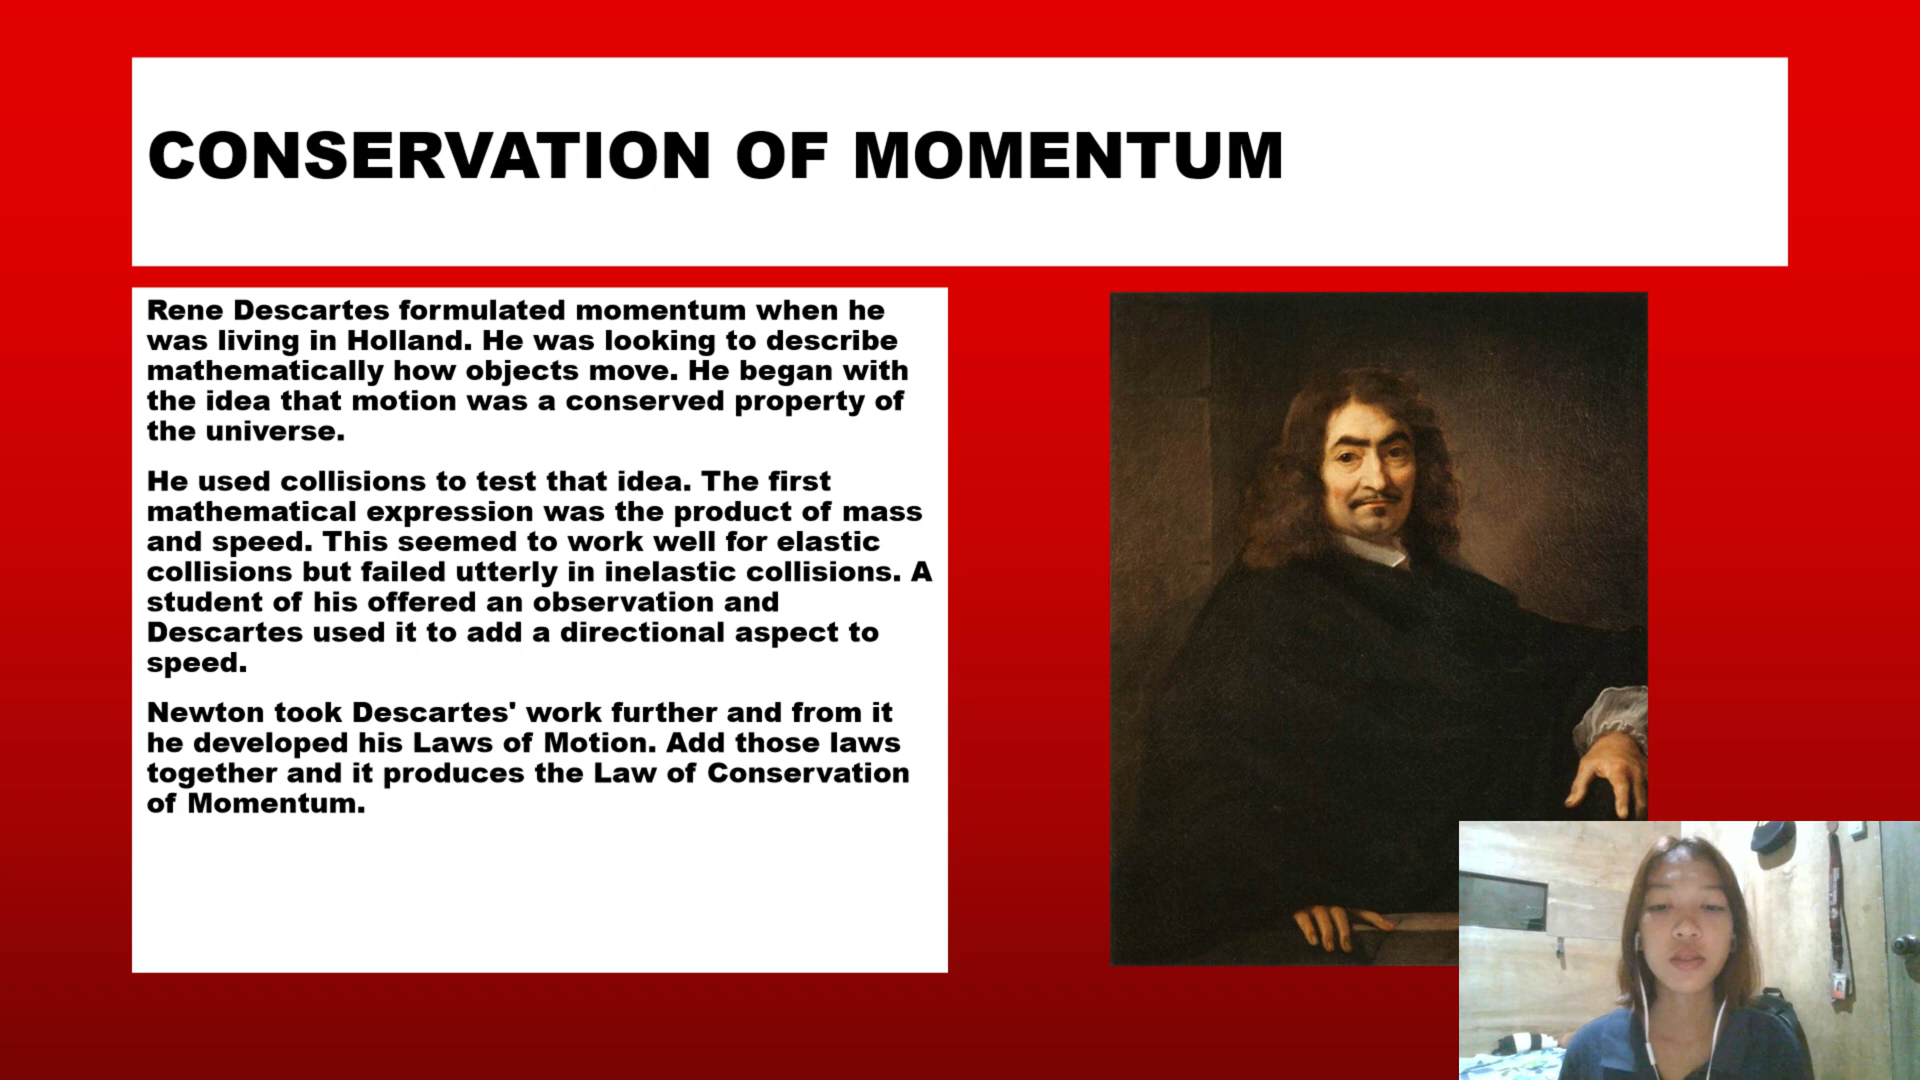 CONSERVATION OF MOMENTUM
Rene Descartes formulated momentum when he
was living in Holland. He was looking to describe
mathematically how objects move. He began with
the idea that motion was a conserved property of
the universe.
He used collisions to test that idea. The first
mathematical expression was the product of mass
and speed. This seemed to work well for elastic
collisions but failed utterly in inelastic collisions. A
student of his offered an observation and
Descartes used it to add a directional aspect to
speed.
Newton took Descartes' work further and from it
he developed his Laws of Motion. Add those laws
together and it produces the Law of Conservation
of Momentum.